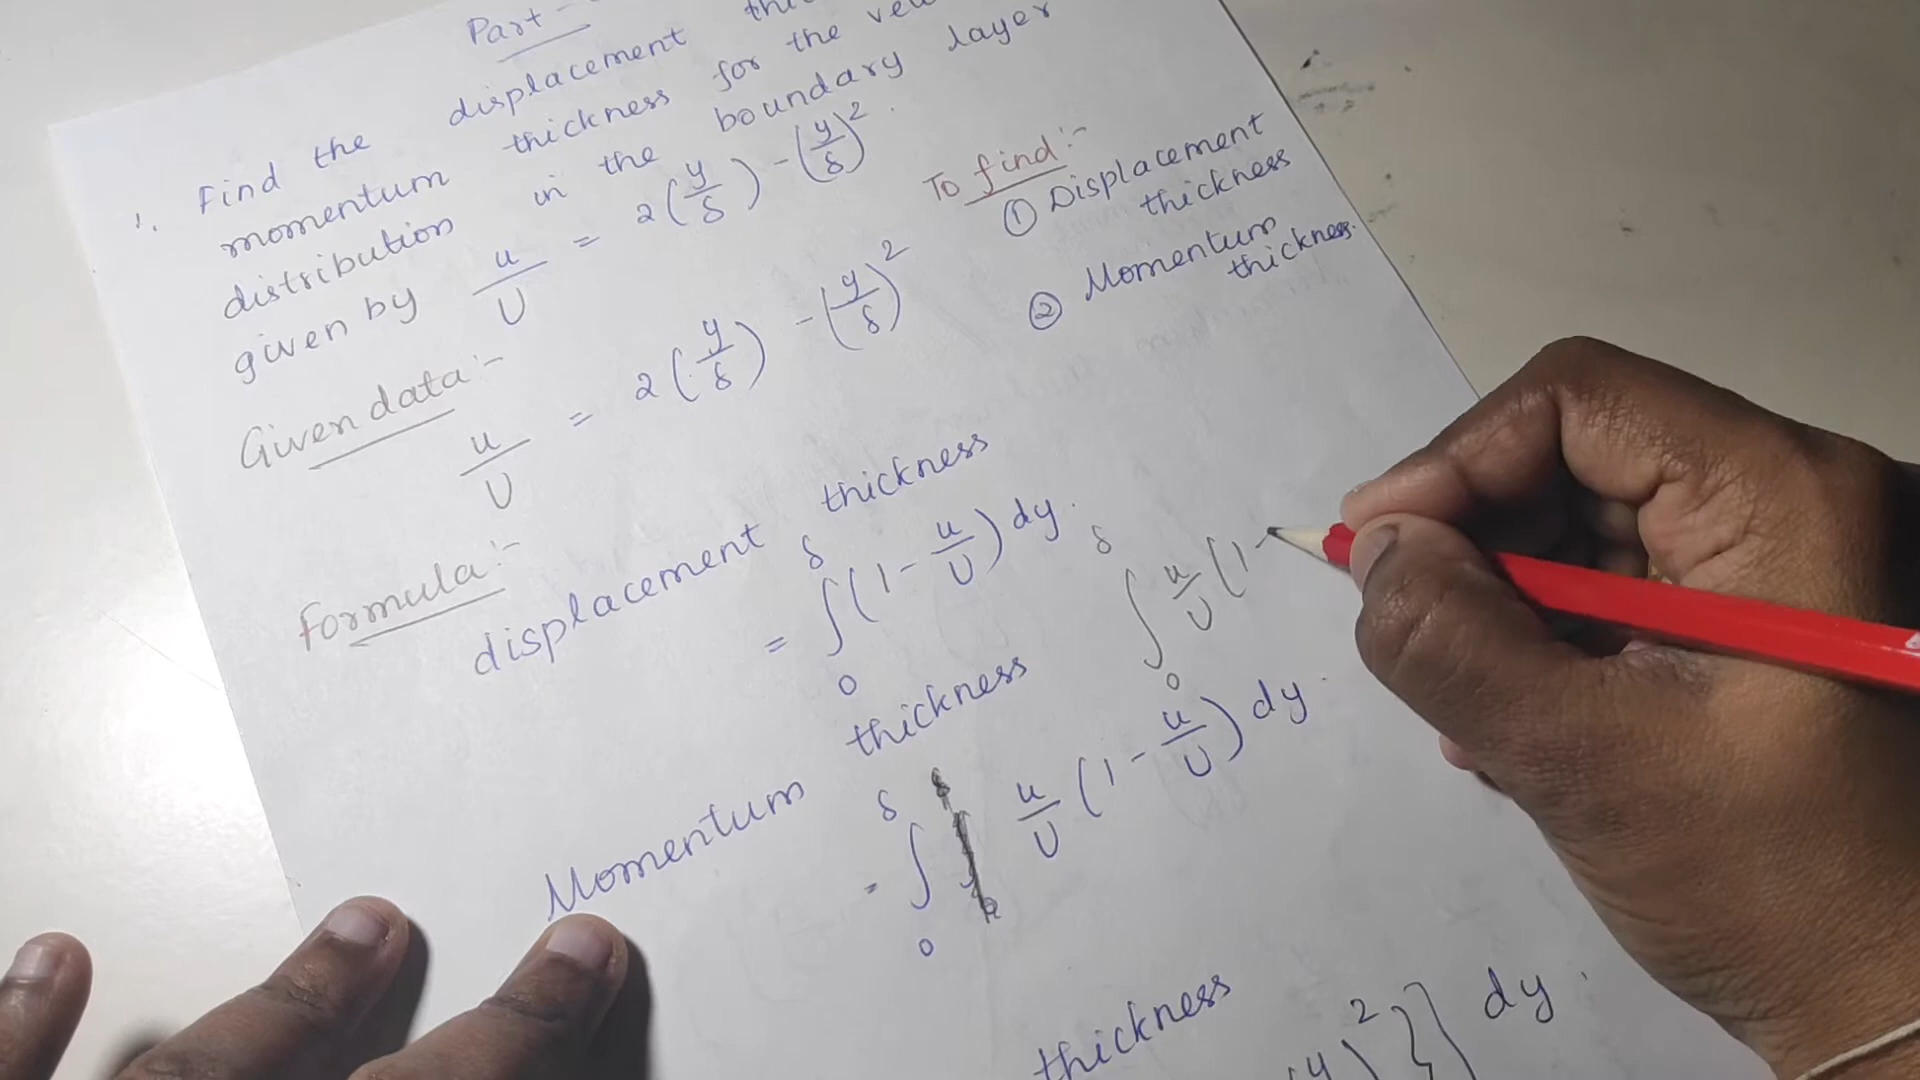 Part -
Find the displacement
1. momentum thickness for the
distribution in the boundary layer
given by u/U = 2(y/δ) - (y/δ)².
To find:-
① Displacement
thickness
② Momentum
thickness.
Given data:-
u/U = 2(y/δ) - (y/δ)²
Formula:-
displacement thickness
= ∫₀^δ (1 - u/U) dy.
∫₀^δ u/U (1 -
Momentum thickness
= ∫₀^δ u/U (1 - u/U) dy.
thickness
(y )² } ] dy.